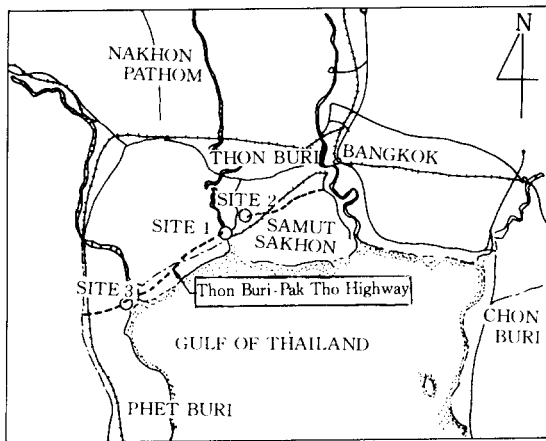 N
NAKHON
PATHOM
THON BURI
BANGKOK
SITE 2
SITE 1
SAMUT
SAKHON
SITE 3
Thon Buri-Pak Tho Highway
CHON
BURI
GULF OF THAILAND
PHET BURI